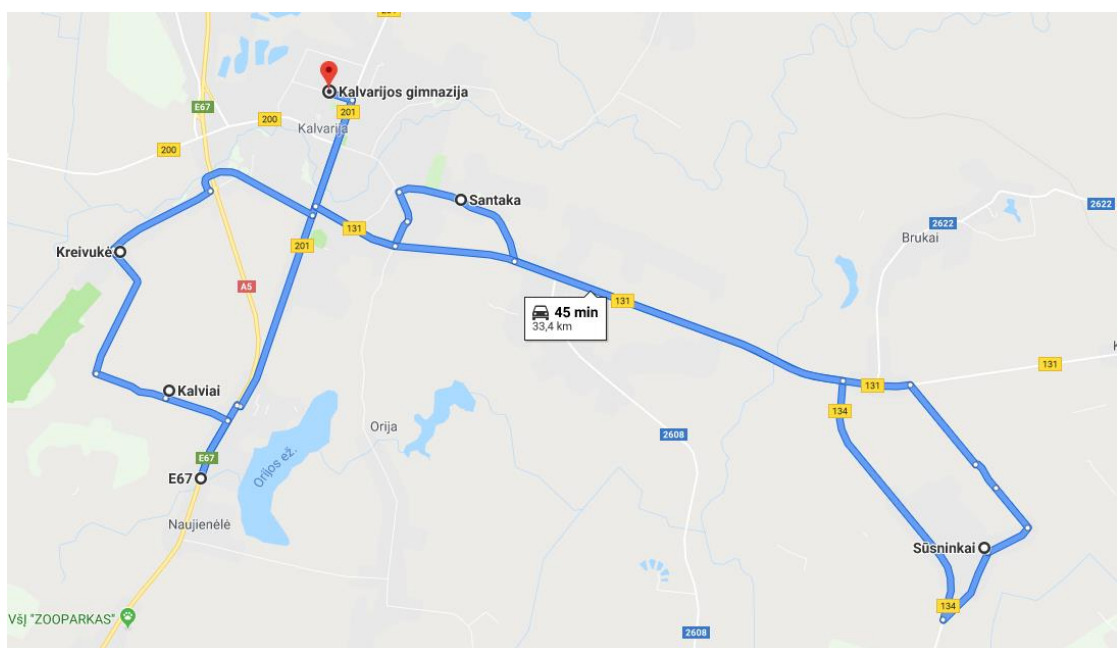 201
Kalvarijos gimnazija
E67
201
200
Kalvarija
200
Santaka
2622
2622
131
Brukai
Kreivukė
201
A5
131
45 min
33,4 km
131
131
134
Kalviai
Orija
2608
E67
Orijos ež.
E67
Naujienėlė
Sūsninkai
134
VšĮ "ZOOPARKAS"
2608